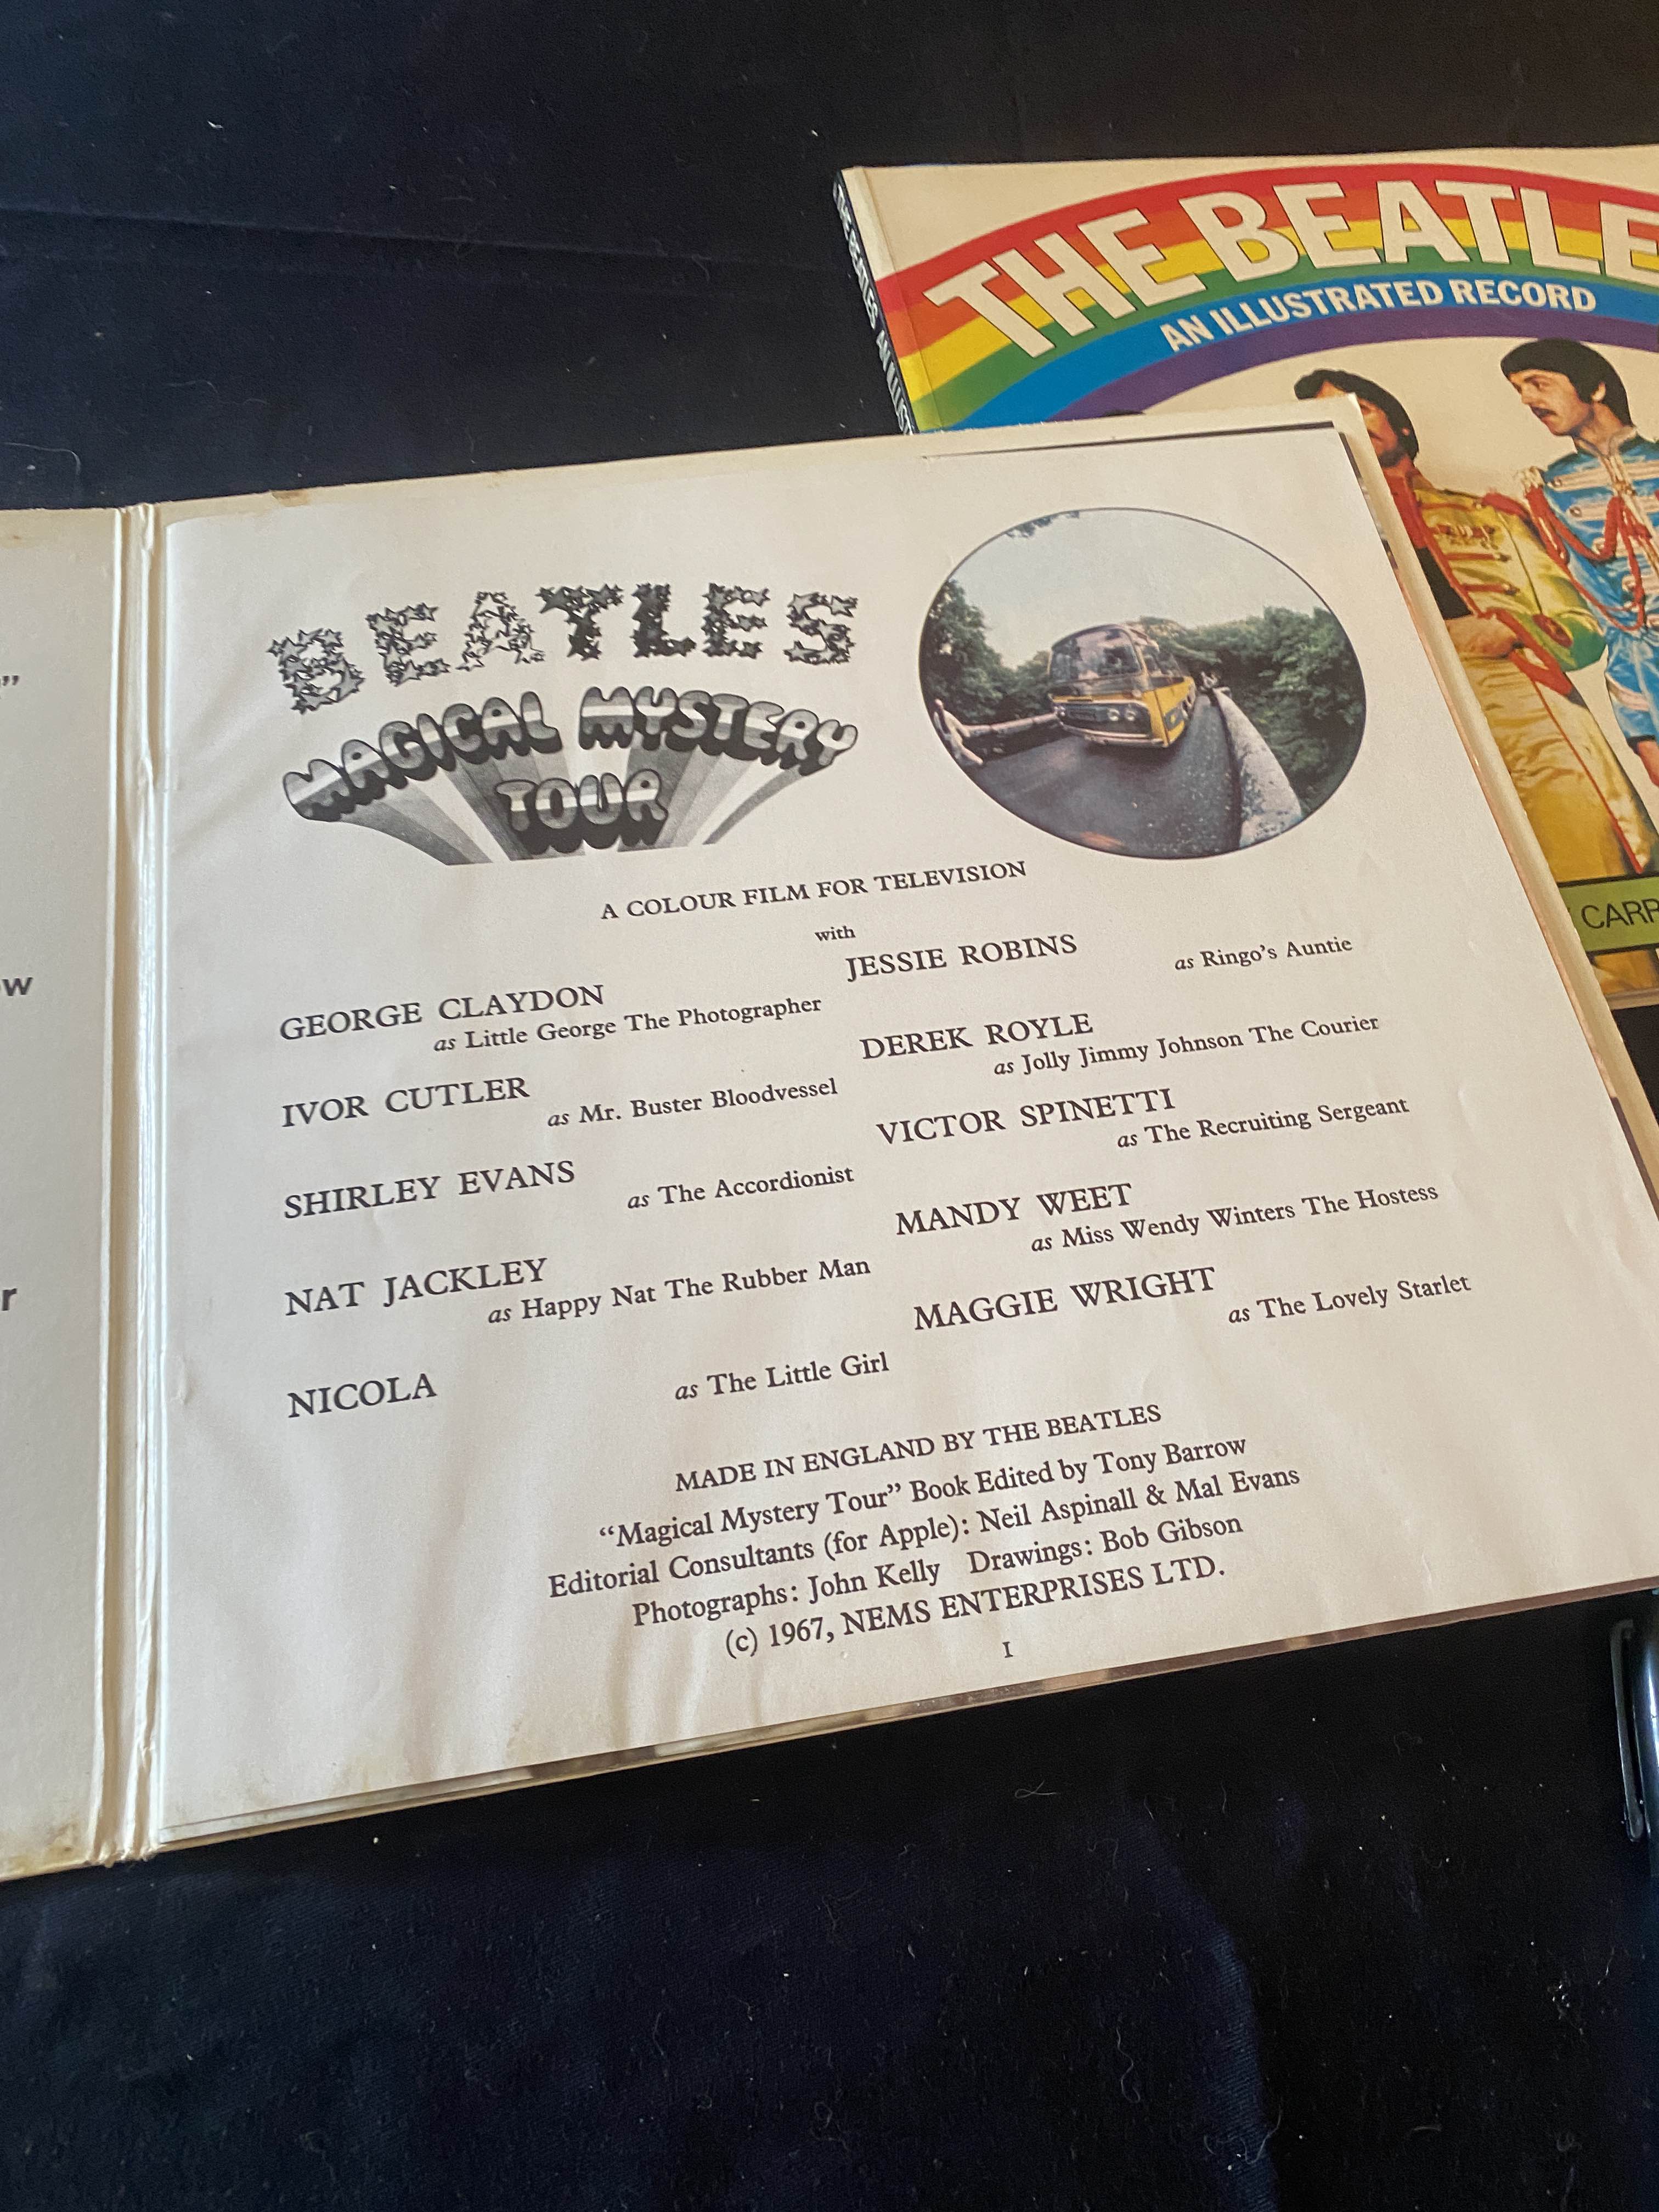 THE BEATLE
AN ILLUSTRATED RECORD
THE BEATLES AN ILLUST
CARR
”
w
r
BEATLES
MAGICAL MYSTERY
TOUR
A COLOUR FILM FOR TELEVISION
with
GEORGE CLAYDON
as Little George The Photographer
IVOR CUTLER
as Mr. Buster Bloodvessel
SHIRLEY EVANS
as The Accordionist
NAT JACKLEY
as Happy Nat The Rubber Man
NICOLA
as The Little Girl
JESSIE ROBINS
as Ringo’s Auntie
DEREK ROYLE
as Jolly Jimmy Johnson The Courier
VICTOR SPINETTI
as The Recruiting Sergeant
MANDY WEET
as Miss Wendy Winters The Hostess
MAGGIE WRIGHT
as The Lovely Starlet
MADE IN ENGLAND BY THE BEATLES
“Magical Mystery Tour” Book Edited by Tony Barrow
Editorial Consultants (for Apple): Neil Aspinall & Mal Evans
Photographs: John Kelly Drawings: Bob Gibson
(c) 1967, NEMS ENTERPRISES LTD.
I